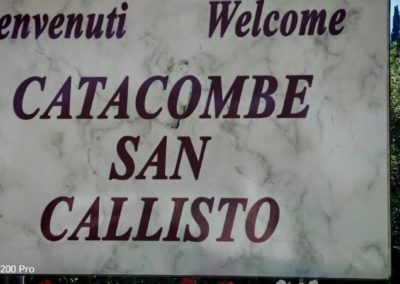 envenuti Welcome
CATACOMBE
SAN
CALLISTO
200 Pro